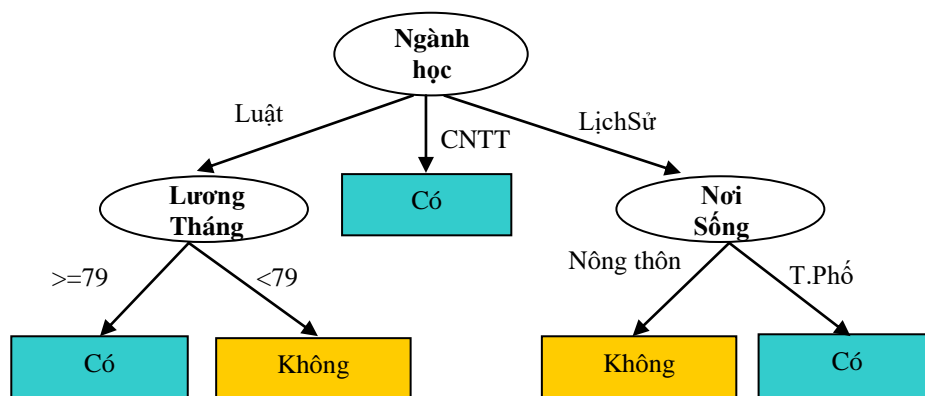 Ngành
học
Luật
CNTT
LịchSử
Lương
Tháng
Có
Nơi
Sống
>=79
<79
Nông thôn
T.Phố
Có
Không
Không
Có